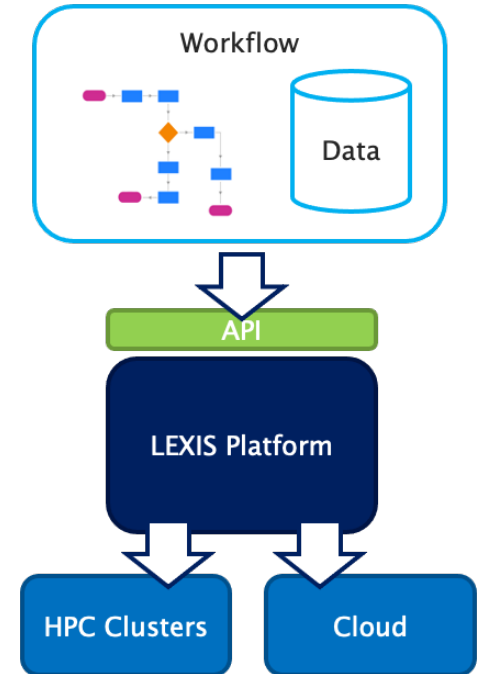 Workflow
Data
API
LEXIS Platform
HPC Clusters
Cloud